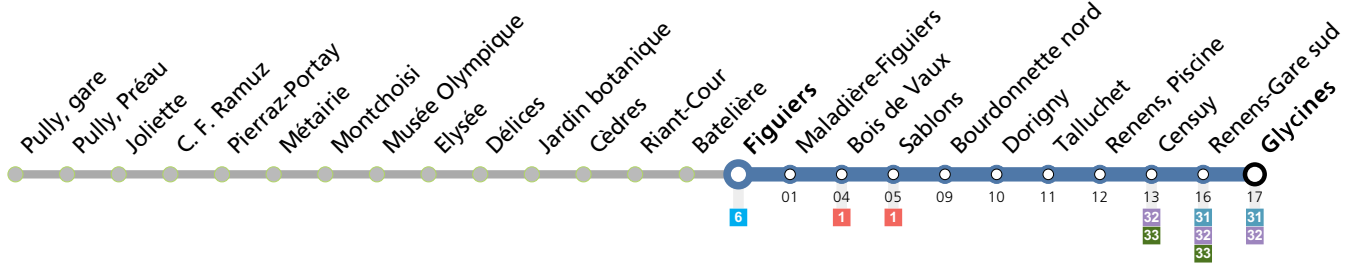 Pully, gare
Pully, Préau
Joliette
C. F. Ramuz
Pierraz-Portay
Métairie
Montchoisi
Musée Olympique
Elysée
Délices
Jardin botanique
Cèdres
Riant-Cour
Batelière
Figuiers
Maladière-Figuiers
Bois de Vaux
Sablons
Bourdonnette nord
Dorigny
Talluchet
Renens, Piscine
Censuy
Renens-Gare sud
Glycines
01 04 05 09 10 11 12 13 16 17
6 1 1 32 31 31
33 32 32
33